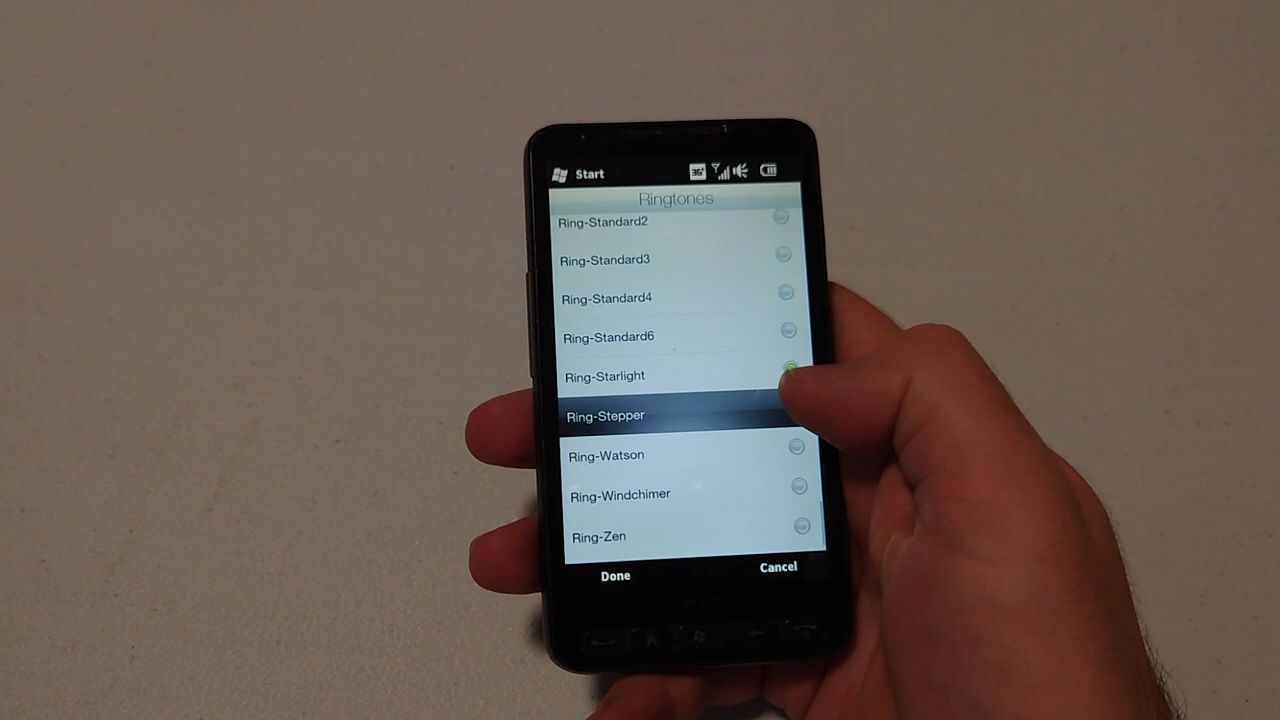 Start
3G
Ringtones
Ring-Standard2
Ring-Standard3
Ring-Standard4
Ring-Standard6
Ring-Starlight
Ring-Stepper
Ring-Watson
Ring-Windchimer
Ring-Zen
Done Cancel
hTC